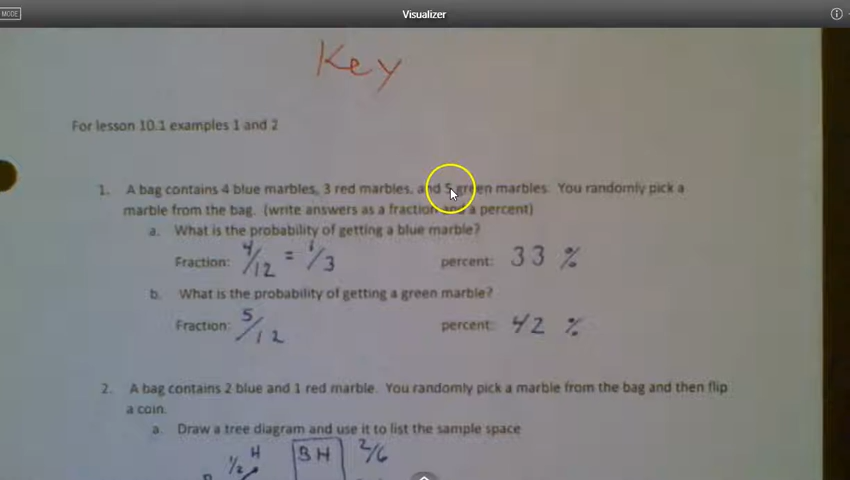 MODE
Visualizer
Key
For lesson 10.1 examples 1 and 2
1. A bag contains 4 blue marbles, 3 red marbles, and 5 green marbles. You randomly pick a
marble from the bag. (write answers as a fraction and a percent)
a. What is the probability of getting a blue marble?
Fraction: 4/12 = 1/3 percent: 33 %
b. What is the probability of getting a green marble?
Fraction: 5/12 percent: 42 %
2. A bag contains 2 blue and 1 red marble. You randomly pick a marble from the bag and then flip
a coin.
a. Draw a tree diagram and use it to list the sample space
1/2 H BH 2/6